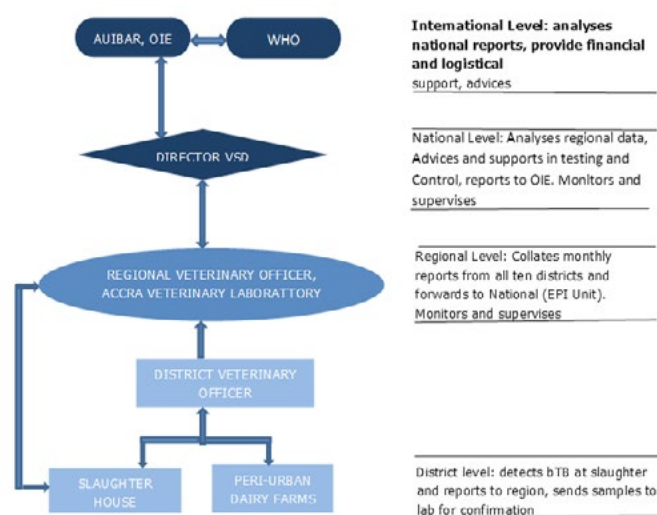 AUIBAR, OIE
WHO
International Level: analyses
national reports, provide financial
and logistical
support, advices
DIRECTOR VSD
National Level: Analyses regional data,
Advices and supports in testing and
Control, reports to OIE. Monitors and
supervises
REGIONAL VETERINARY OFFICER,
ACCRA VETERINARY LABORATTORY
Regional Level: Collates monthly
reports from all ten districts and
forwards to National (EPI Unit).
Monitors and supervises
DISTRICT VETERINARY
OFFICER
SLAUGHTER
HOUSE
PERI-URBAN
DAIRY FARMS
District level: detects bTB at slaughter
and reports to region, sends samples to
lab for confirmation